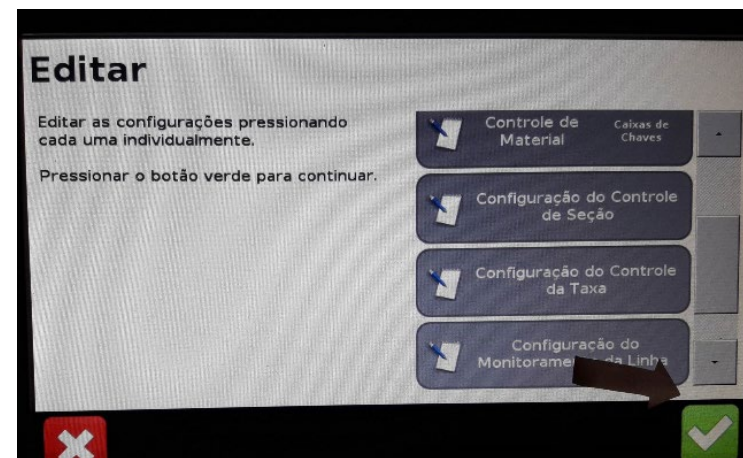 Editar
Editar as configurações pressionando
cada uma individualmente.
Pressionar o botão verde para continuar.
Controle de
Material
Caixas de
Chaves
Configuração do Controle
de Seção
Configuração do Controle
da Taxa
Configuração do
Monitoramento da Linha